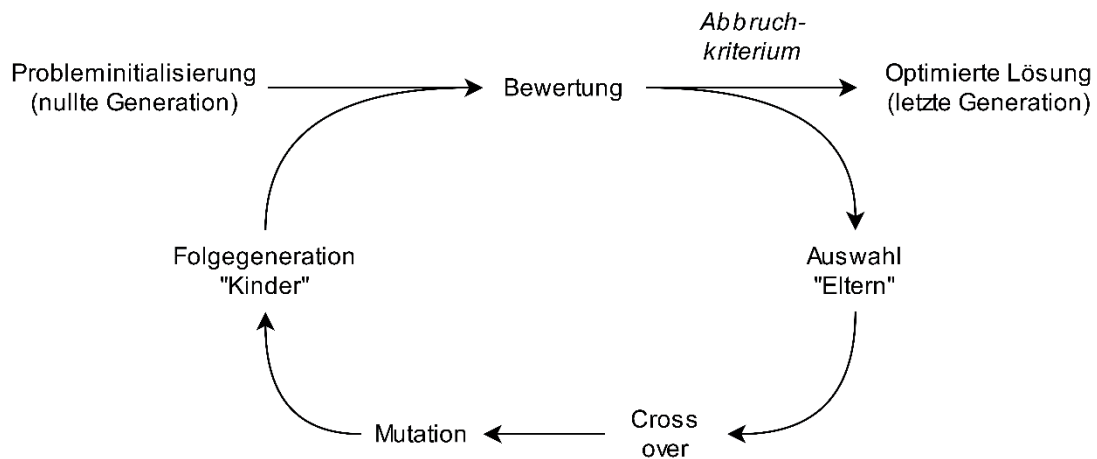 Abbruch-
kriterium
Probleminitialisierung
(nullte Generation)
Bewertung
Optimierte Lösung
(letzte Generation)
Folgegeneration
"Kinder"
Auswahl
"Eltern"
Mutation
Cross
over